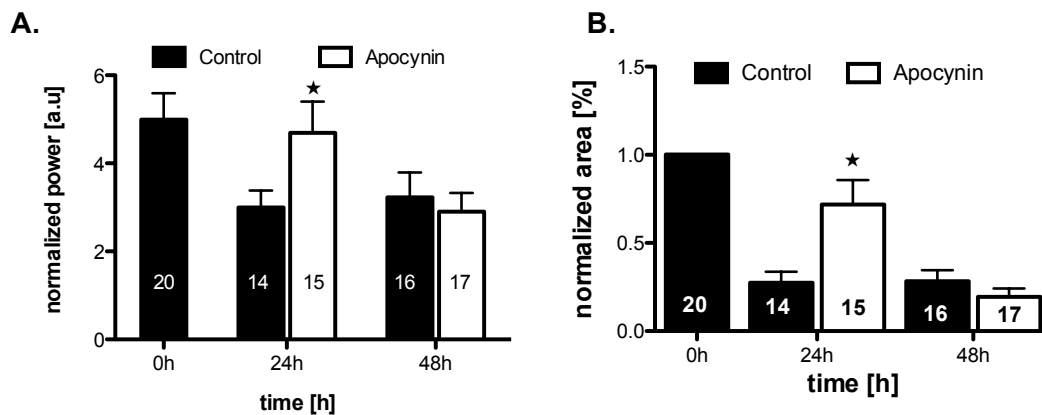 A.
Control Apocynin
normalized power [a.u]
6
4
2
0
★
20 14 15 16 17
0h 24h 48h
time [h]
B.
Control Apocynin
normalized area [%]
1.5
1.0
0.5
0.0
★
20 14 15 16 17
0h 24h 48h
time [h]